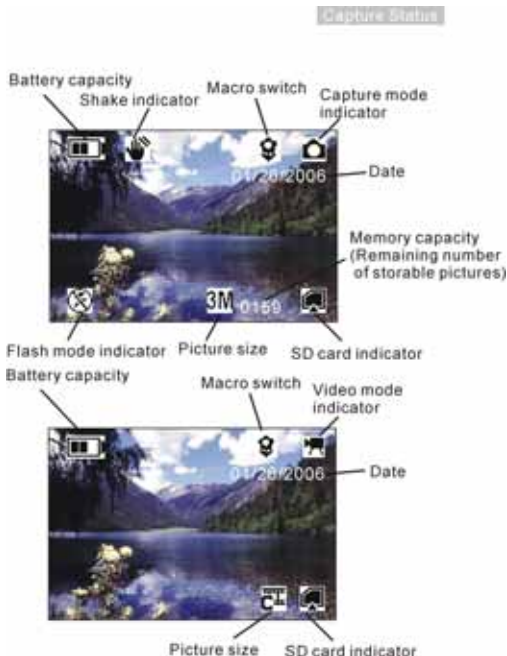 Capture Status
Battery capacity
Shake indicator
Macro switch
Capture mode
indicator
01/26/2006
Date
Memory capacity
(Remaining number
of storable pictures)
3M
0159
Flash mode indicator
Picture size
SD card indicator
Battery capacity
Macro switch
Video mode
indicator
01/26/2006
Date
Picture size
SD card indicator